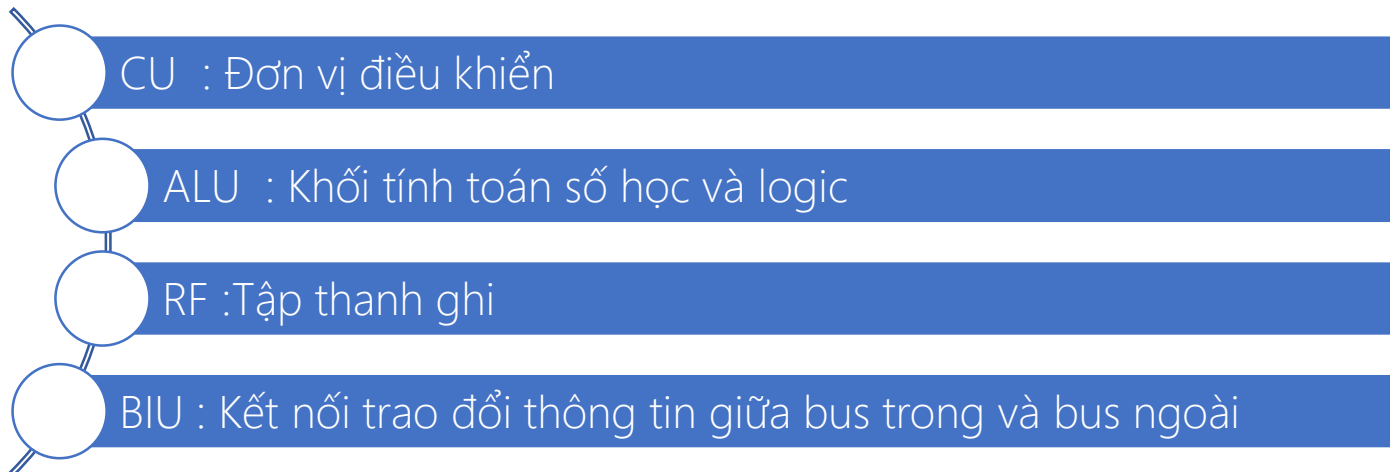 CU : Đơn vị điều khiển
ALU : Khối tính toán số học và logic
RF :Tập thanh ghi
BIU : Kết nối trao đổi thông tin giữa bus trong và bus ngoài